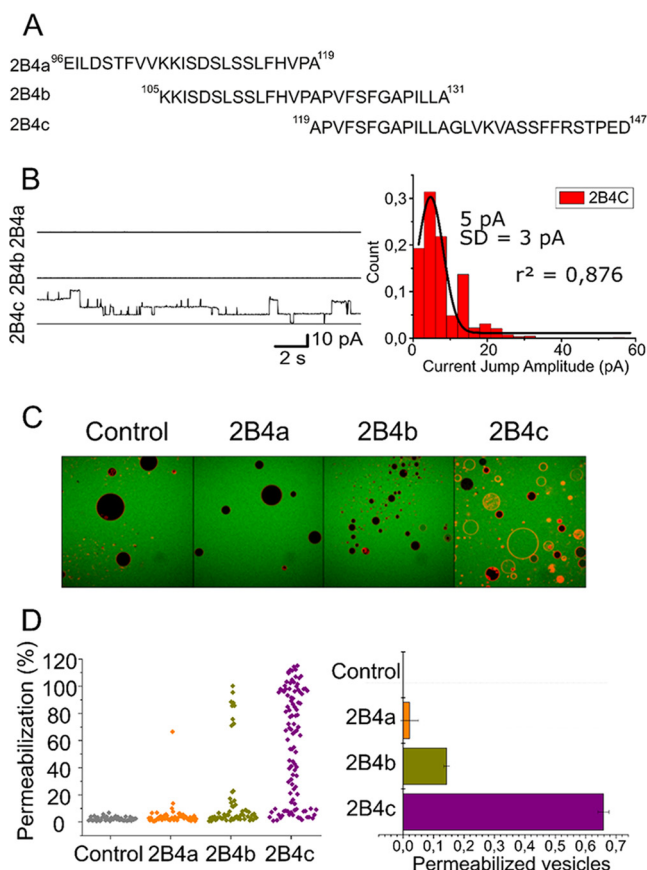 A
2B4a 96EILDSTFVVKKISDSLSSLFHVPA119
2B4b 105KKISDSLSSLFHVPAPVFSFGAPILLA131
2B4c 119APVFSFGAPILLAGLVKVASSFFRSTPED147
B
2B4a
2B4b
2B4c
10 pA
2 s
Count
0,3
0,2
0,1
0,0
0 20 40 60
Current Jump Amplitude (pA)
2B4C
5 pA
SD = 3 pA
r² = 0,876
C
Control 2B4a 2B4b 2B4c
D
Permeabilization (%)
120
100
80
60
40
20
0
Control 2B4a 2B4b 2B4c
Control
2B4a
2B4b
2B4c
0,0 0,1 0,2 0,3 0,4 0,5 0,6 0,7
Permeabilized vesicles